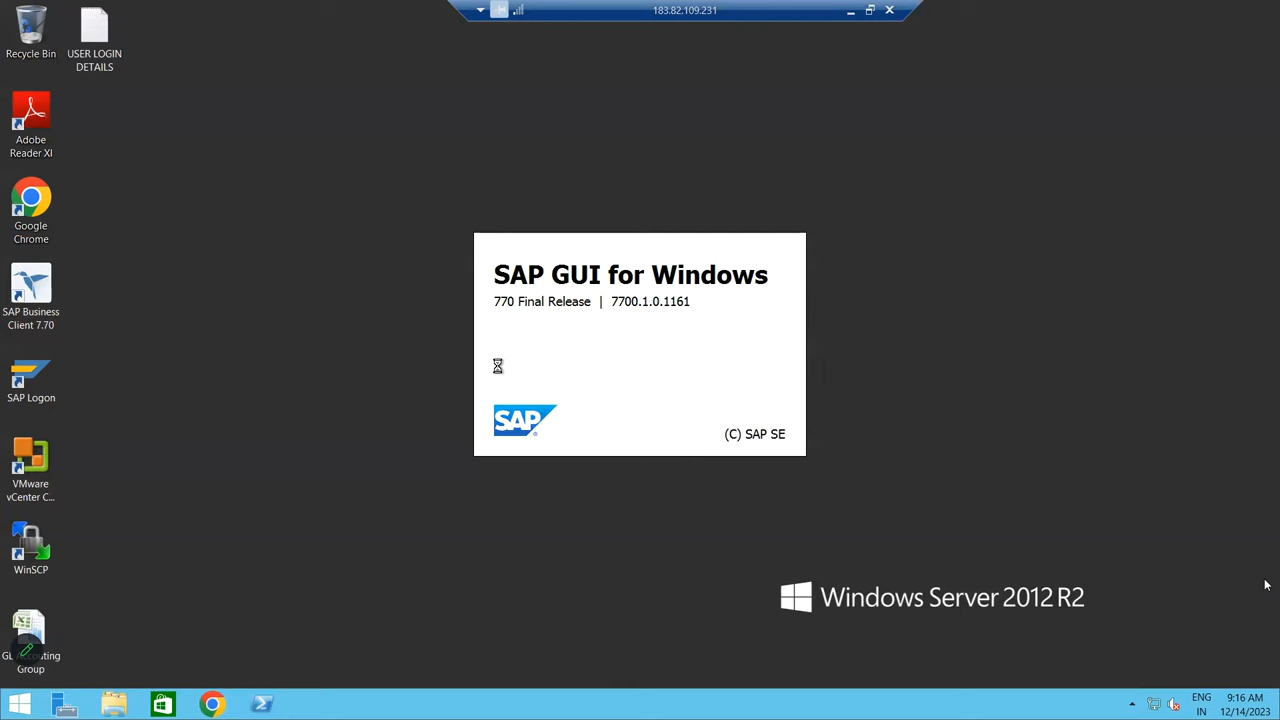 183.82.109.231
Recycle Bin
USER LOGIN
DETAILS
Adobe
Reader XI
Google
Chrome
SAP Business
Client 7.70
SAP Logon
VMware
vCenter C...
WinSCP
Group
SAP GUI for Windows
770 Final Release | 7700.1.0.1161
SAP
®
(C) SAP SE
Windows Server 2012 R2
ENG
IN
9:16 AM
12/14/2023